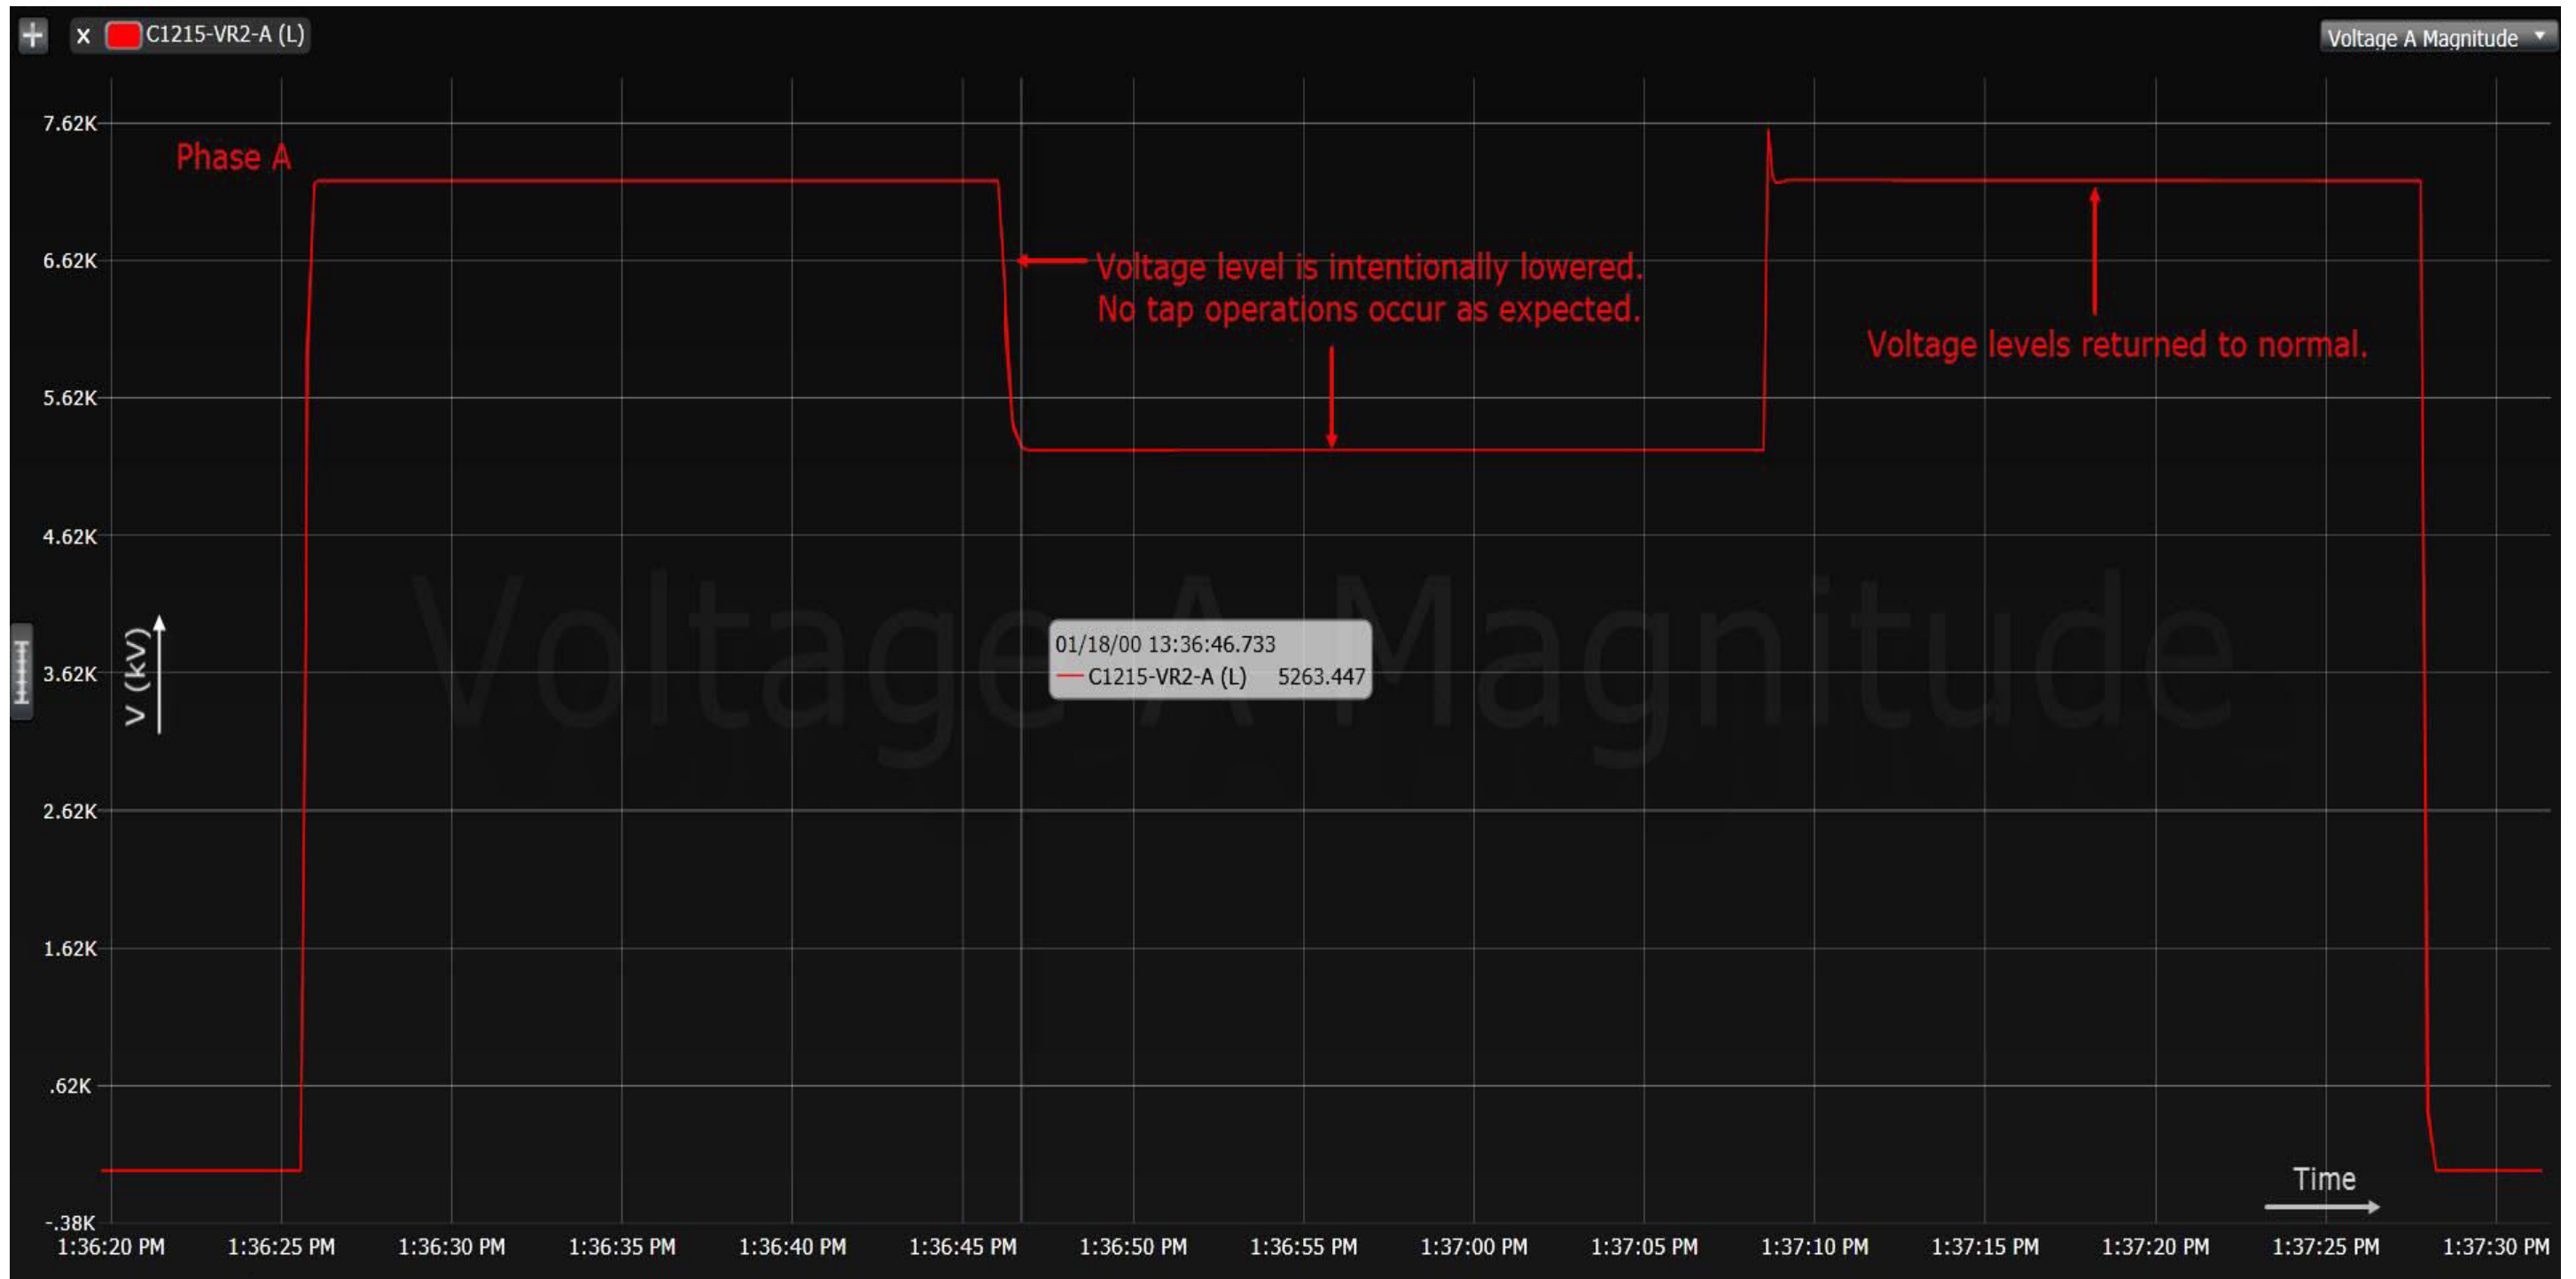 + x C1215-VR2-A (L) Voltage A Magnitude
7.62K
Phase A
6.62K
Voltage level is intentionally lowered.
No tap operations occur as expected.
Voltage levels returned to normal.
5.62K
4.62K
Voltage A Magnitude
01/18/00 13:36:46.733
C1215-VR2-A (L) 5263.447
3.62K
V (kV)
2.62K
1.62K
.62K
Time
-.38K
1:36:20 PM 1:36:25 PM 1:36:30 PM 1:36:35 PM 1:36:40 PM 1:36:45 PM 1:36:50 PM 1:36:55 PM 1:37:00 PM 1:37:05 PM 1:37:10 PM 1:37:15 PM 1:37:20 PM 1:37:25 PM 1:37:30 PM